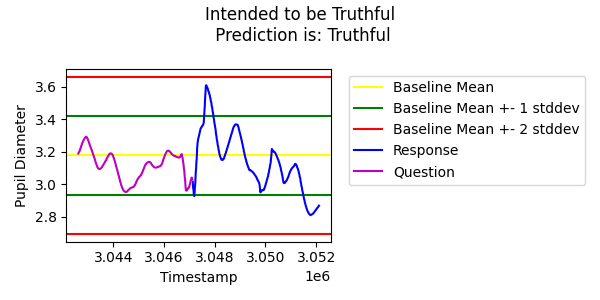 Intended to be Truthful
Prediction is: Truthful
3.6
3.4
3.2
3.0
2.8
Pupil Diameter
3.044 3.046 3.048 3.050 3.052
1e6
Timestamp
Baseline Mean
Baseline Mean +- 1 stddev
Baseline Mean +- 2 stddev
Response
Question